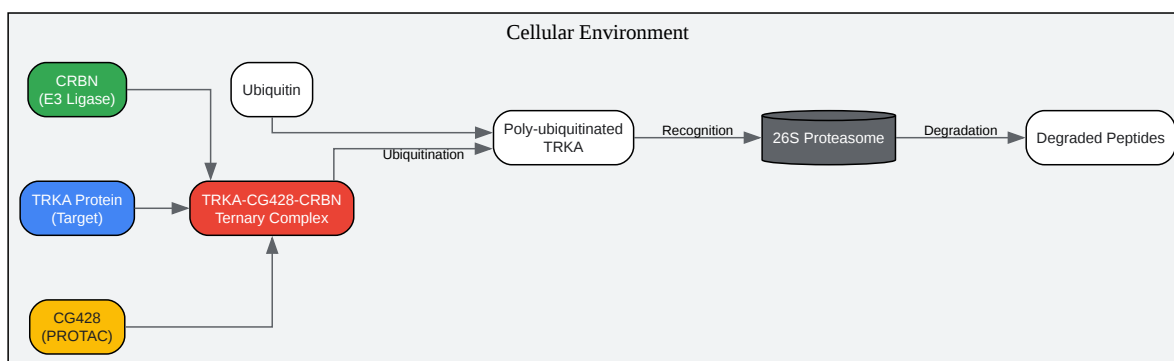 Cellular Environment
CRBN
(E3 Ligase)
Ubiquitin
Poly-ubiquitinated
TRKA
Recognition
26S Proteasome
Degradation
Degraded Peptides
Ubiquitination
TRKA Protein
(Target)
TRKA-CG428-CRBN
Ternary Complex
CG428
(PROTAC)